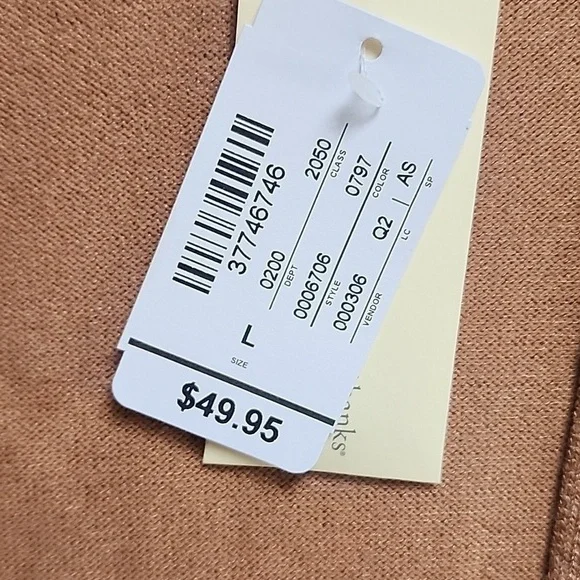 37746746
0200 2050
DEPT CLASS
0006706 0797
STYLE COLOR
000306 Q2 | AS
VENDOR LC SP
L
SIZE
$49.95